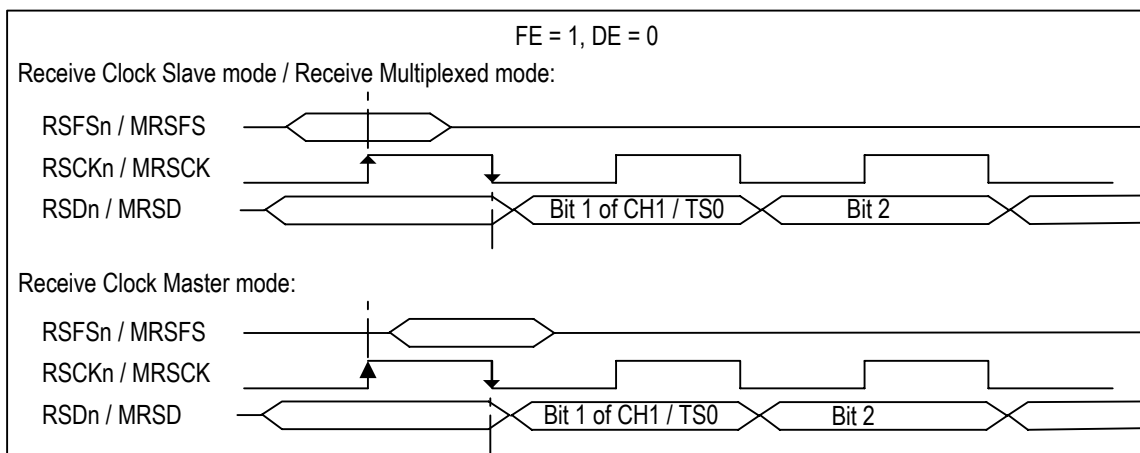 FE = 1, DE = 0
Receive Clock Slave mode / Receive Multiplexed mode:
RSFSn / MRSFS
RSCKn / MRSCK
RSDn / MRSD
Bit 1 of CH1 / TS0
Bit 2
Receive Clock Master mode:
RSFSn / MRSFS
RSCKn / MRSCK
RSDn / MRSD
Bit 1 of CH1 / TS0
Bit 2